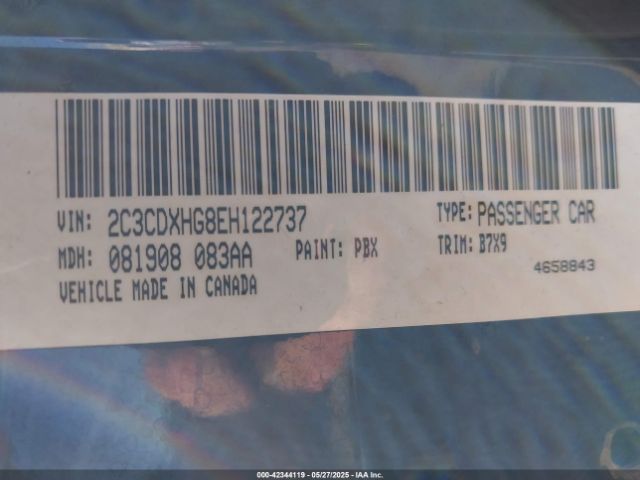 VIN: 2C3CDXHG8EH122737 TYPE: PASSENGER CAR
MDH: 081908 083AA PAINT: PBX TRIM: B7X9
VEHICLE MADE IN CANADA 4658843
000-42344119 - 05/27/2025 - IAA Inc.